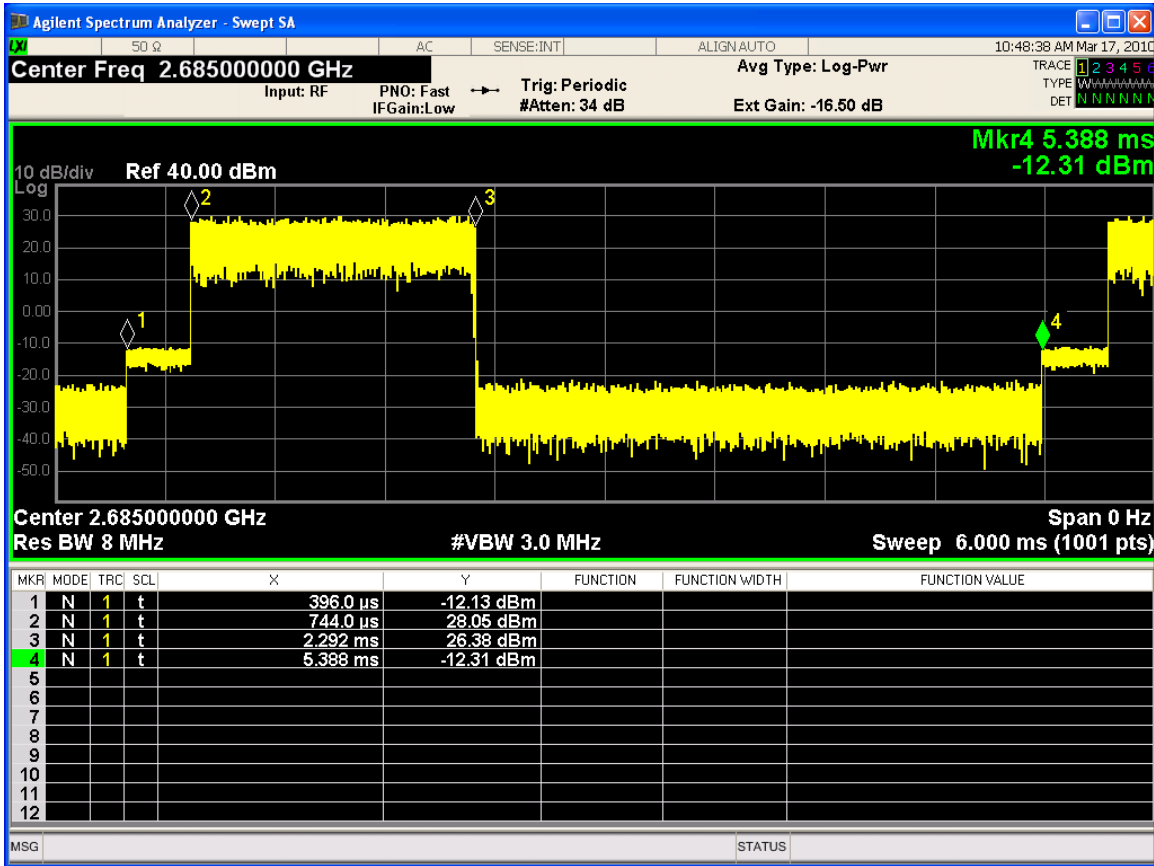 Agilent Spectrum Analyzer - Swept SA
LXI 50 Ω AC SENSE:INT ALIGN AUTO 10:48:38 AM Mar 17, 2010
Center Freq 2.685000000 GHz
Input: RF PNO: Fast IFGain:Low
Trig: Periodic #Atten: 34 dB
Avg Type: Log-Pwr
Ext Gain: -16.50 dB
TRACE 1 2 3 4 5 6
TYPE WWWWWW
DET N N N N N N
Mkr4 5.388 ms
-12.31 dBm
10 dB/div Ref 40.00 dBm
Log
30.0
20.0
10.0
0.00
-10.0
-20.0
-30.0
-40.0
-50.0
1
2
3
4
Center 2.685000000 GHz Span 0 Hz
Res BW 8 MHz #VBW 3.0 MHz Sweep 6.000 ms (1001 pts)
MKR MODE TRC SCL X Y FUNCTION FUNCTION WIDTH FUNCTION VALUE
1 N 1 t 396.0 µs -12.13 dBm
2 N 1 t 744.0 µs 28.05 dBm
3 N 1 t 2.292 ms 26.38 dBm
4 N 1 t 5.388 ms -12.31 dBm
5
6
7
8
9
10
11
12
MSG STATUS